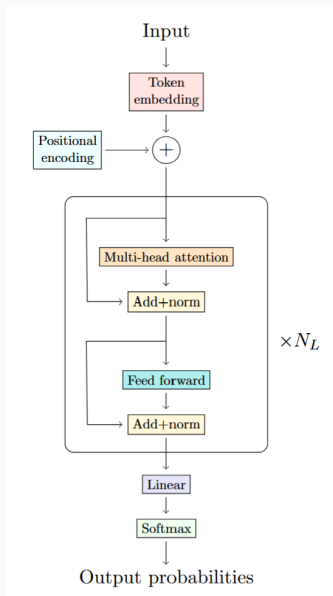 Input
Token
embedding
Positional
encoding
+
Multi-head attention
Add+norm
×N_L
Feed forward
Add+norm
Linear
Softmax
Output probabilities